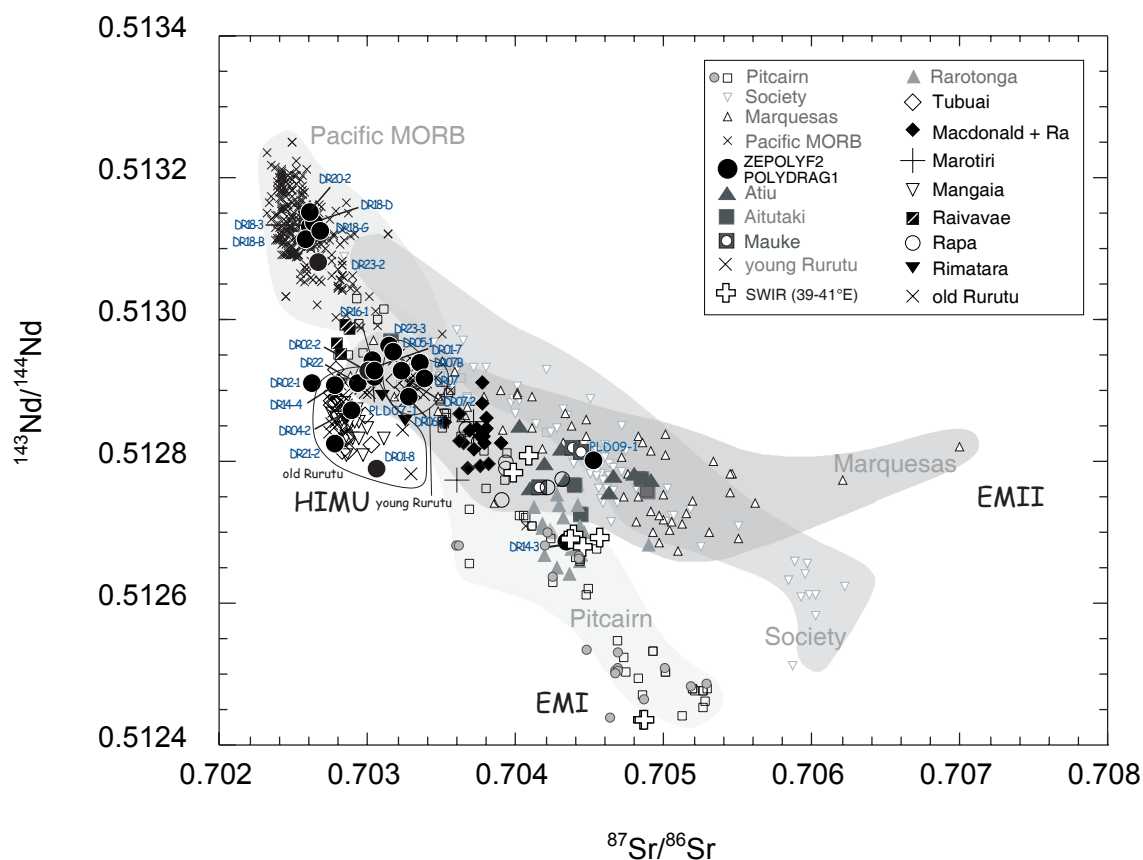 0.5134
0.5132
0.5130
0.5128
0.5126
0.5124
143Nd/144Nd
0.702
0.703
0.704
0.705
0.706
0.707
0.708
87Sr/86Sr
Pitcairn
Society
Marquesas
Pacific MORB
ZEPOLYF2
POLYDRAG1
Atiu
Aitutaki
Mauke
young Rurutu
SWIR (39-41°E)
Rarotonga
Tubuai
Macdonald + Ra
Marotiri
Mangaia
Raivavae
Rapa
Rimatara
old Rurutu
Pacific MORB
DR20-2
DR18-D
DR18-3
DR18-G
DR18-B
DR23-2
DR16-1
DR23-3
DR02-2
DR05-1
DR01-7
DR22
DR07B
DR02-1
DR07
DR14-4
DR07-2
PLD07-1
DR04-2
DR21-2
DR01-8
PLD09-1
old Rurutu
HIMU
young Rurutu
Marquesas
EMII
DR14-3
Pitcairn
Society
EMI